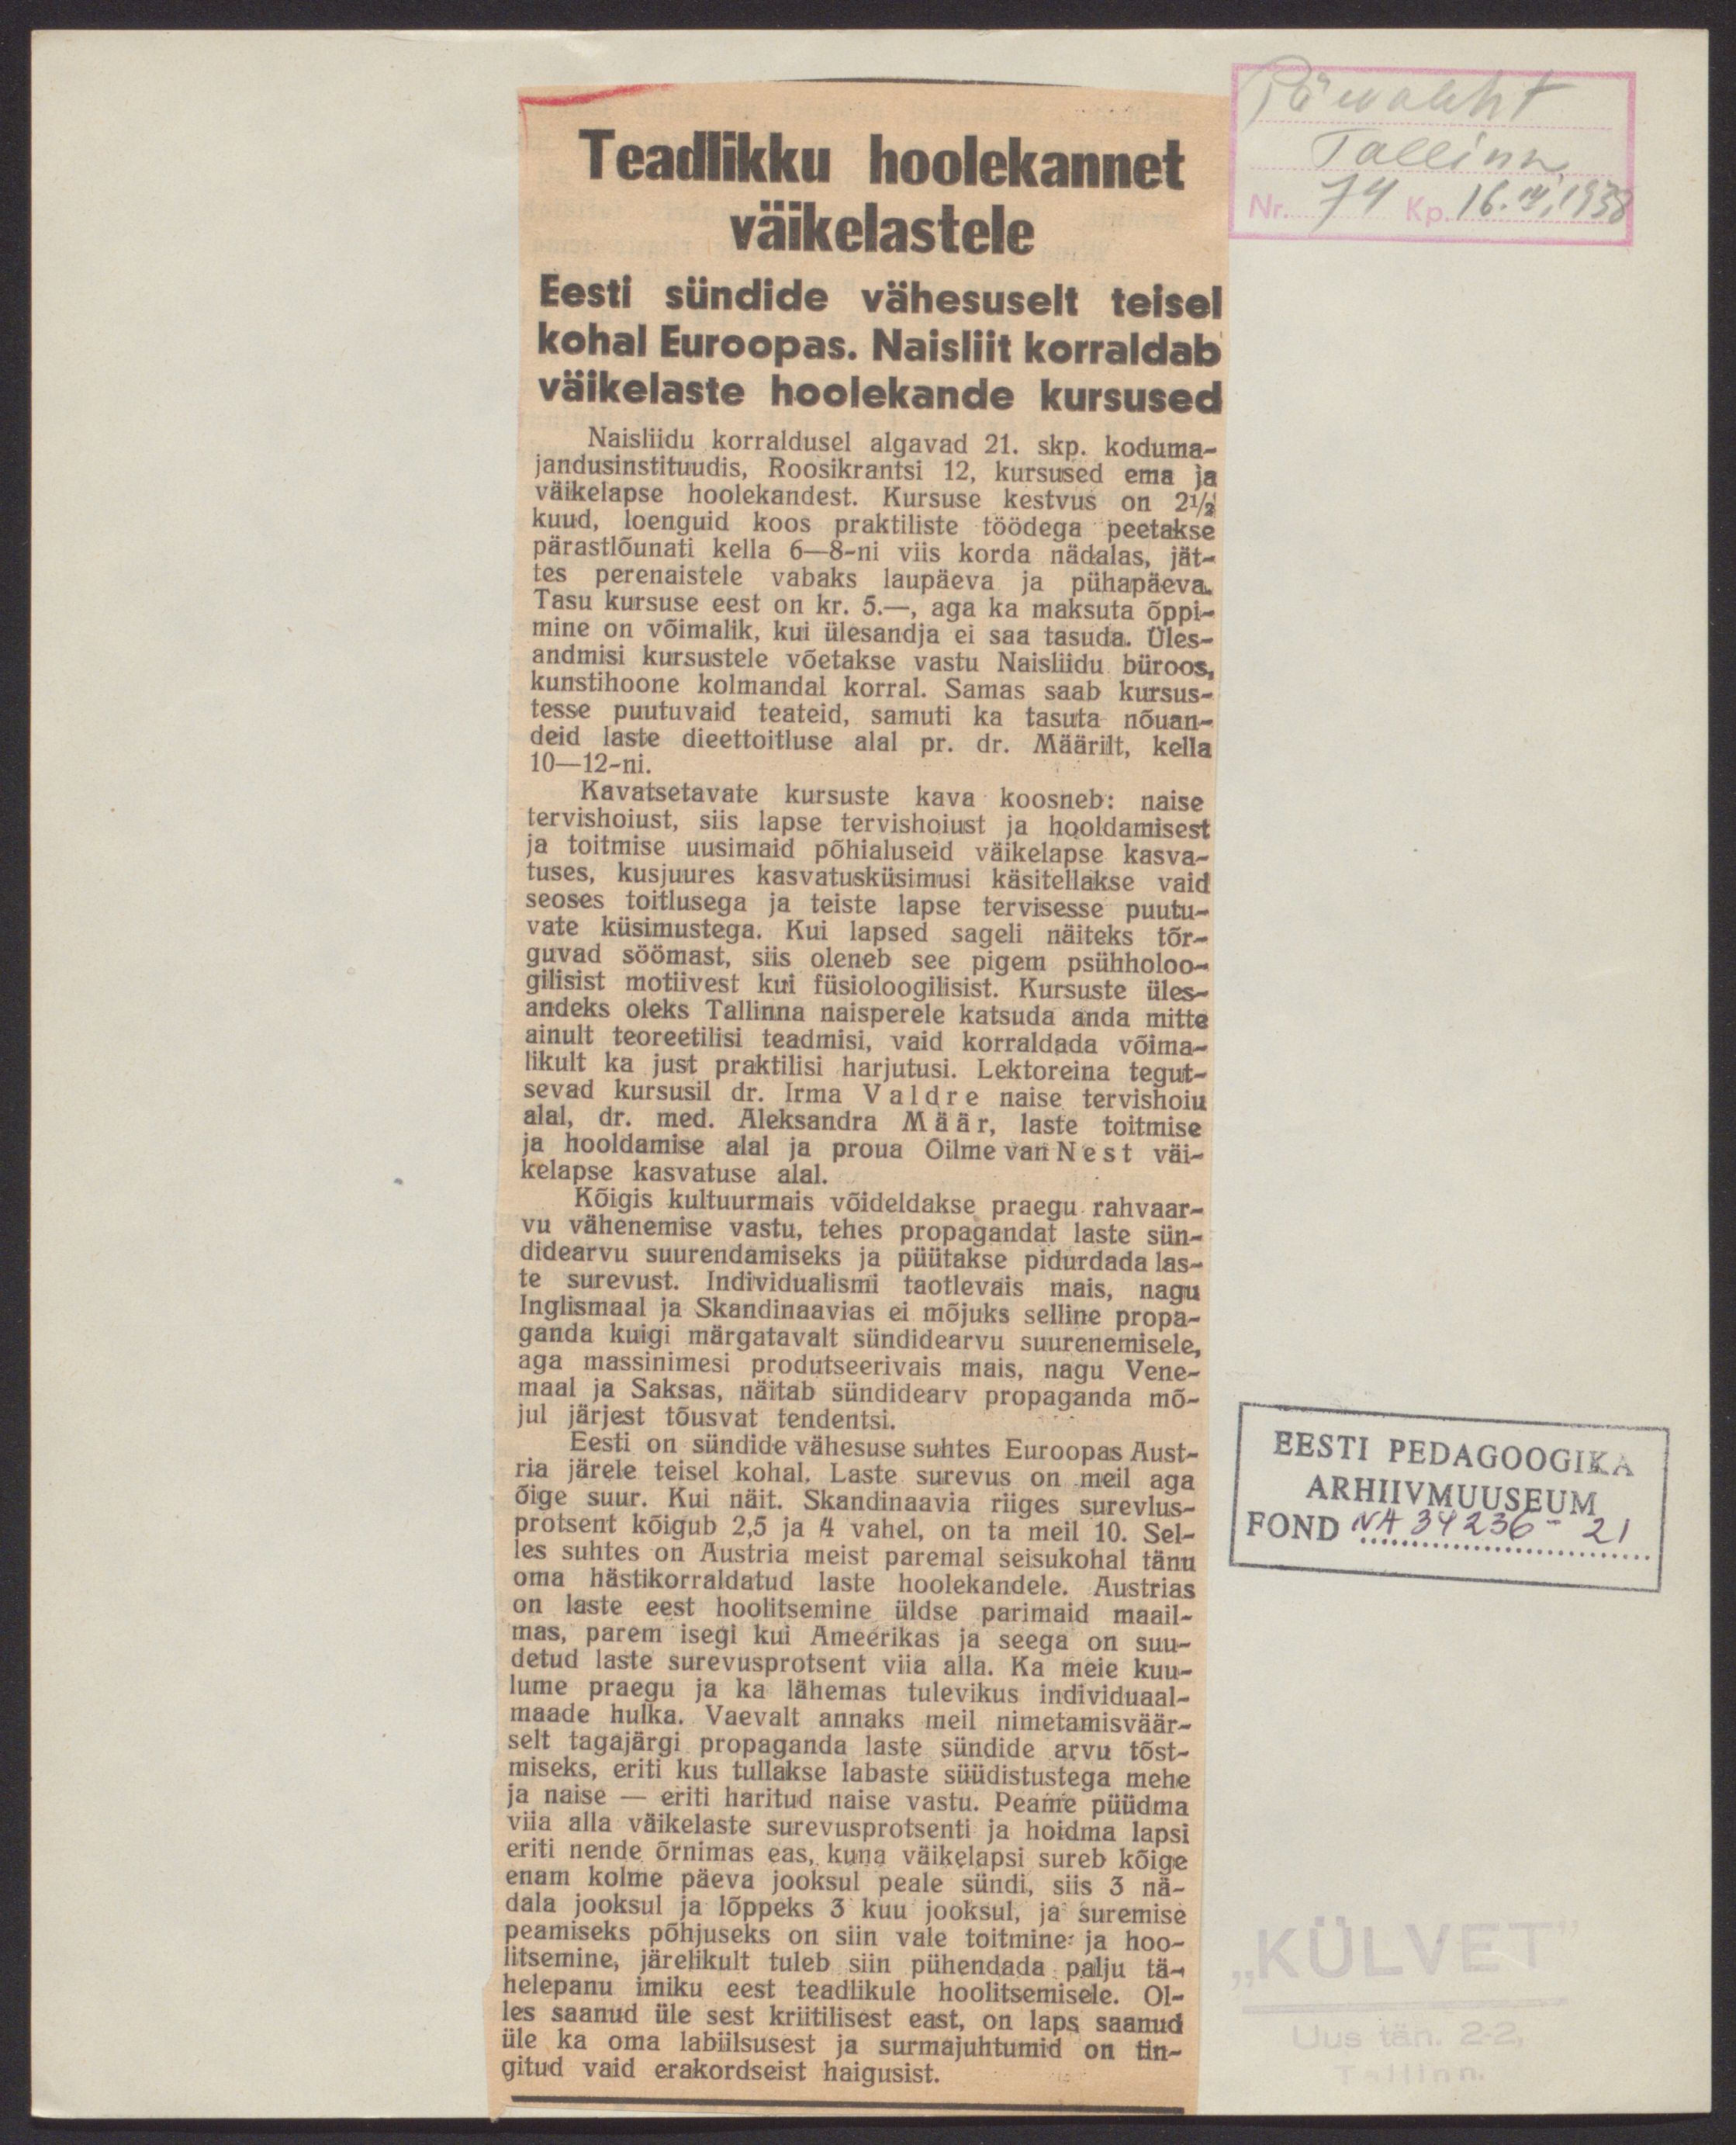 Päwaleht
Tallinn,
Nr. 74 Kp. 16.III,1938
Teadlikku hoolekannet
väikelastele
Eesti sündide vähesuselt teisel
kohal Euroopas. Naisliit korraldab
väikelaste hoolekande kursused
Naisliidu korraldusel algavad 21. skp. koduma-
jandusinstituudis, Roosikrantsi 12, kursused ema ja
väikelapse hoolekandest. Kursuse kestvus on 2½
kuud, loenguid koos praktiliste töödega peetakse
pärastlõunati kella 6—8-ni viis korda nädalas, jät-
tes perenaistele vabaks laupäeva ja pühapäeva.
Tasu kursuse eest on kr. 5.—, aga ka maksuta õppi-
mine on võimalik, kui ülesandja ei saa tasuda. Üles-
andmisi kursustele võetakse vastu Naisliidu büroos,
kunstihoone kolmandal korral. Samas saab kursus-
tesse puutuvaid teateid, samuti ka tasuta nõuan-
deid laste dieettoitluse alal pr. dr. Määrilt, kella
10—12-ni.
Kavatsetavate kursuste kava koosneb: naise
tervishoiust, siis lapse tervishoiust ja hooldamisest
ja toitmise uusimaid põhialuseid väikelapse kasva-
tuses, kusjuures kasvatusküsimusi käsitellakse vaid
seoses toitlusega ja teiste lapse tervisesse puutu-
vate küsimustega. Kui lapsed sageli näiteks tõr-
guvad söömast, siis oleneb see pigem psühholoo-
gilisist motiivest kui füsioloogilisist. Kursuste üles-
andeks oleks Tallinna naisperele katsuda anda mitte
ainult teoreetilisi teadmisi, vaid korraldada võima-
likult ka just praktilisi harjutusi. Lektoreina tegut-
sevad kursusil dr. Irma Valdre naise tervishoiu
alal, dr. med. Aleksandra Määr, laste toitmise
ja hooldamise alal ja proua Õilme van Nest väi-
kelapse kasvatuse alal.
Kõigis kultuurmais võideldakse praegu rahvaar-
vu vähenemise vastu, tehes propagandat laste sün-
didearvu suurendamiseks ja püütakse pidurdada las-
te surevust. Individualismi taotlevais mais, nagu
Inglismaal ja Skandinaavias ei mõjuks selline propa-
ganda kuigi märgatavalt sündidearvu suurenemisele,
aga massinimesi produtseerivais mais, nagu Vene-
maal ja Saksas, näitab sündidearv propaganda mõ-
jul järjest tõusvat tendentsi.
Eesti on sündide vähesuse suhtes Euroopas Aust-
ria järele teisel kohal. Laste surevus on meil aga
õige suur. Kui näit. Skandinaavia riiges surevlus-
protsent kõigub 2,5 ja 4 vahel, on ta meil 10. Sel-
les suhtes on Austria meist paremal seisukohal tänu
oma hästikorraldatud laste hoolekandele. Austrias
on laste eest hoolitsemine üldse parimaid maail-
mas, parem isegi kui Ameerikas ja seega on suu-
detud laste surevusprotsent viia alla. Ka meie kuu-
lume praegu ja ka lähemas tulevikus individuaal-
maade hulka. Vaevalt annaks meil nimetamisväär-
selt tagajärgi propaganda laste sündide arvu tõst-
miseks, eriti kus tullakse labaste süüdistustega mehe
ja naise — eriti haritud naise vastu. Peame püüdma
viia alla väikelaste surevusprotsenti ja hoidma lapsi
eriti nende õrnimas eas, kuna väikelapsi sureb kõige
enam kolme päeva jooksul peale sündi, siis 3 nä-
dala jooksul ja lõppeks 3 kuu jooksul, ja suremise
peamiseks põhjuseks on siin vale toitmine ja hoo-
litsemine, järelikult tuleb siin pühendada palju tä-
helepanu imiku eest teadlikule hoolitsemisele. Ol-
les saanud üle sest kriitilisest east, on laps saanud
üle ka oma labiilsusest ja surmajuhtumid on tin-
gitud vaid erakordseist haigusist.
EESTI PEDAGOOGIKA
ARHIIVMUUSEUM
FOND NA 34236 - 21
„KÜLVET"
Uus tän. 2-2,
Tallinn.